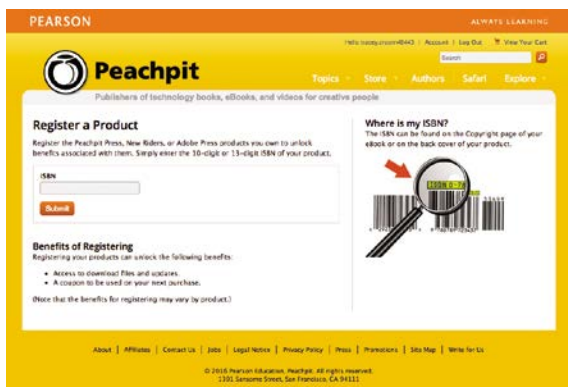 PEARSON
ALWAYS LEARNING
Account | Log Out View Your Cart
Search
Peachpit
Topics Store Authors Safari Explore
Publishers of technology books, eBooks, and videos for creative people
Register a Product
Register the Peachpit Press, New Riders, or Adobe Press products you own to unlock
benefits associated with them. Simply enter the 10-digit or 13-digit ISBN of your product.
ISBN
Submit
Benefits of Registering
Registering your products can unlock the following benefits:
• Access to download files and updates.
• A coupon to be used on your next purchase.
(Note that the benefits for registering may vary by product.)
Where is my ISBN?
The ISBN can be found on the Copyright page of your
eBook or on the back cover of your product.
About | Affiliates | Contact Us | Jobs | Legal Notice | Privacy Policy | Press | Promotions | Site Map | Write for Us
© 2016 Pearson Education, Peachpit. All rights reserved.
1301 Sansome Street, San Francisco, CA 94111